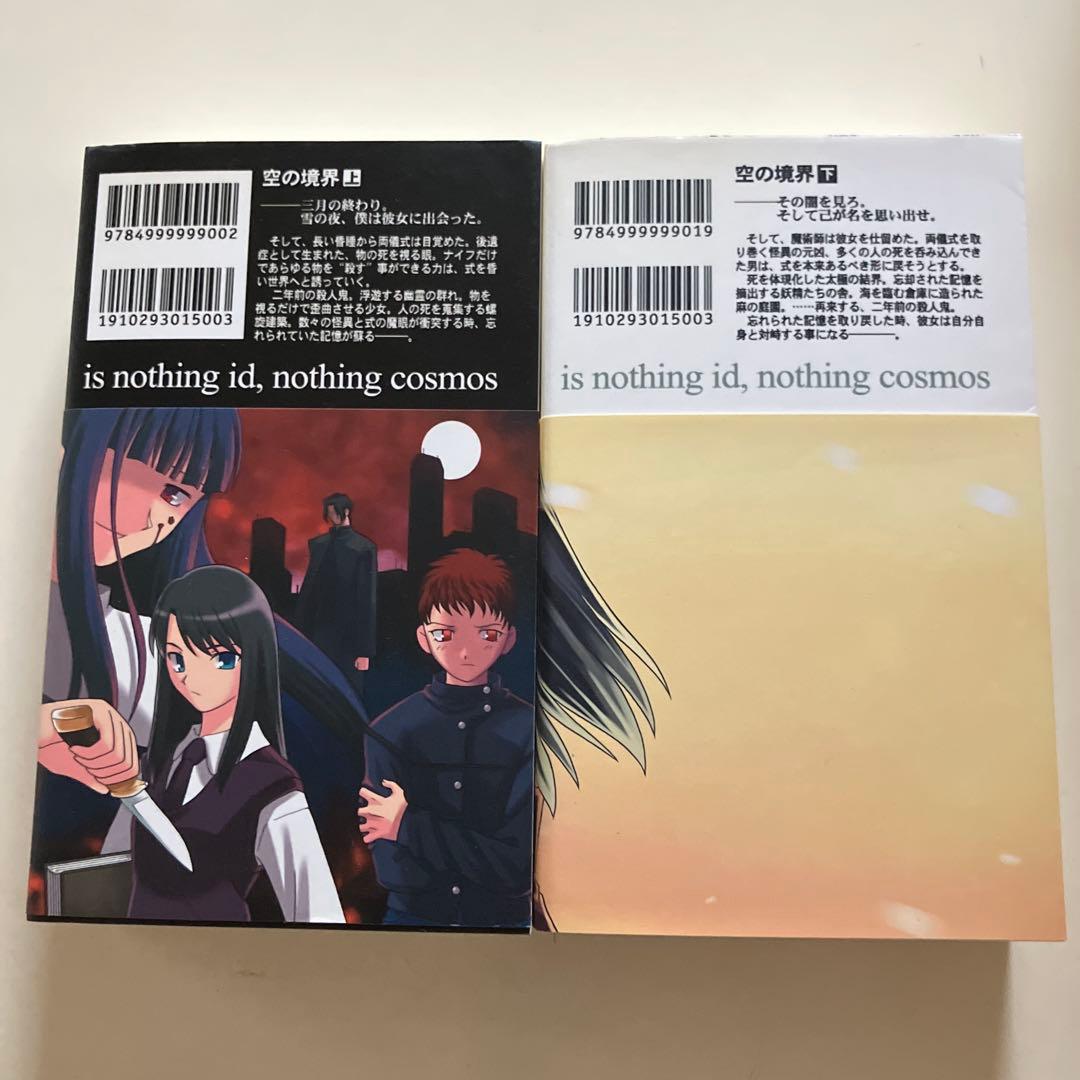 空の境界 上
――三月の終わり。
雪の夜、僕は彼女に出会った。
そして、長い昏睡から両儀式は目覚めた。後遺
症として生まれた、物の死を視る眼。ナイフだけ
であらゆる物を“殺す”事ができる力は、式を昏
い世界へと誘っていく。
二年前の殺人鬼。浮遊する幽霊の群れ。物を
視るだけで歪曲させる少女。人の死を蒐集する螺
旋建築。数々の怪異と式の魔眼が衝突する時、忘
れられていた記憶が蘇る――。
9784999999002
1910293015003
is nothing id, nothing cosmos
空の境界 下
――その闇を見ろ。
そして己が名を思い出せ。
そして、魔術師は彼女を仕留めた。両儀式を取
り巻く怪異の元凶、多くの人の死を呑み込んでき
た男は、式を本来あるべき形に戻そうとする。
死を体現化した太極の結界。忘却された記憶を
摘出する妖精たちの舎。海を臨む倉庫に造られた
麻の庭園。……再来する、二年前の殺人鬼。
忘れられた記憶を取り戻した時、彼女は自分自
身と対峙する事になる――。
9784999999019
1910293015003
is nothing id, nothing cosmos